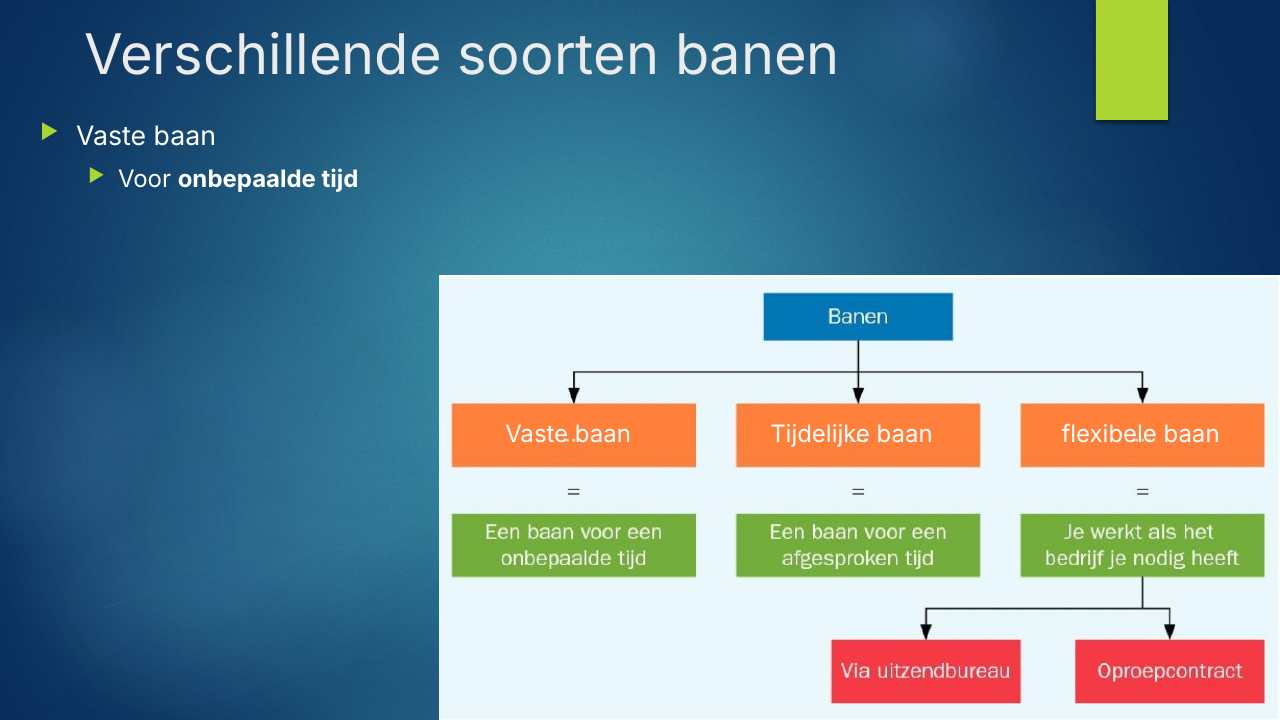 Verschillende soorten banen
Vaste baan
Voor onbepaalde tijd
Banen
Vaste baan
Tijdelijke baan
flexibele baan
=
=
=
Een baan voor een
onbepaalde tijd
Een baan voor een
afgesproken tijd
Je werkt als het
bedrijf je nodig heeft
Via uitzendbureau
Oproepcontract